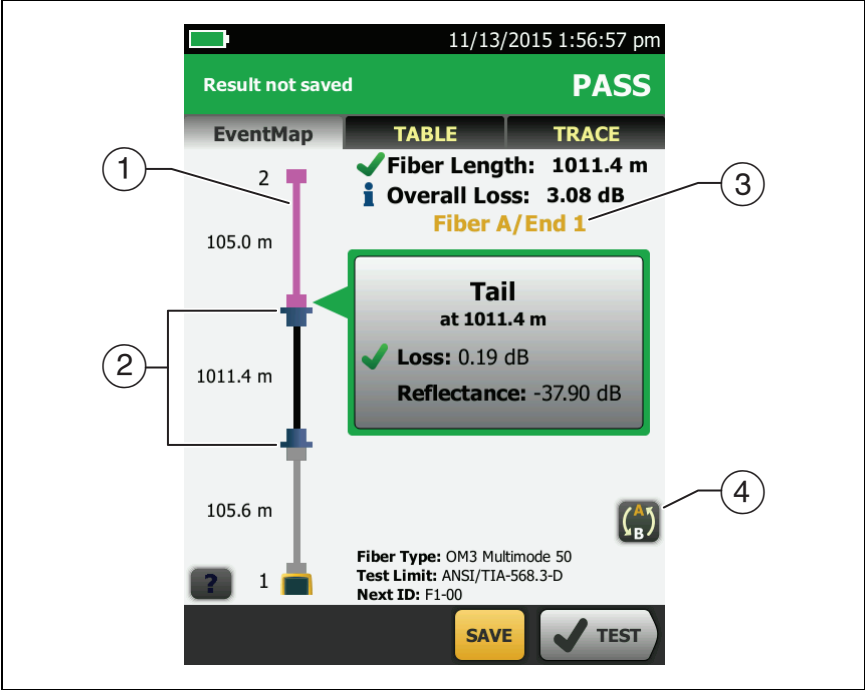 11/13/2015 1:56:57 pm
Result not saved
PASS
EventMap
TABLE
TRACE
1
2
Fiber Length: 1011.4 m
Overall Loss: 3.08 dB
3
Fiber A/End 1
105.0 m
Tail
at 1011.4 m
2
Loss: 0.19 dB
1011.4 m
Reflectance: -37.90 dB
105.6 m
4
A
B
Fiber Type: OM3 Multimode 50
Test Limit: ANSI/TIA-568.3-D
Next ID: F1-00
?
1
SAVE
TEST